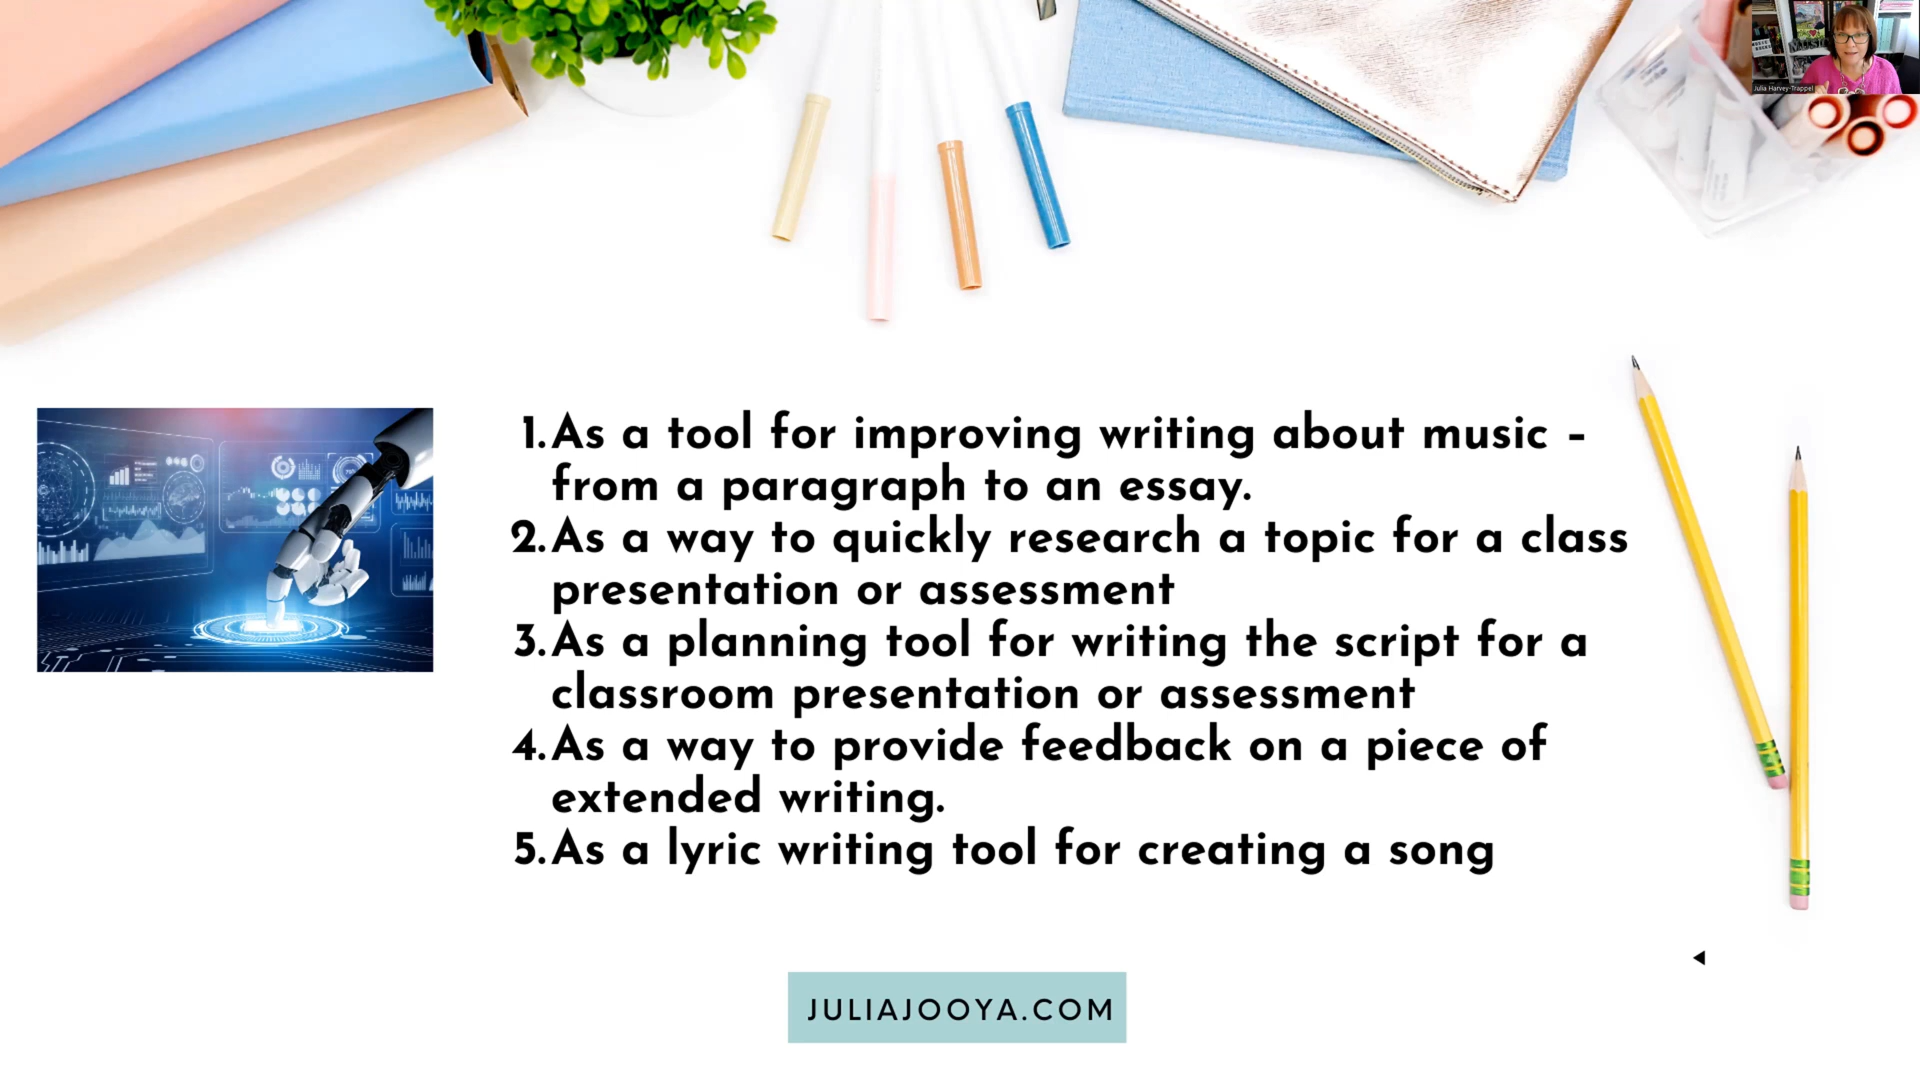 Julia Harvey-Trappel
1. As a tool for improving writing about music –
from a paragraph to an essay.
2. As a way to quickly research a topic for a class
presentation or assessment
3. As a planning tool for writing the script for a
classroom presentation or assessment
4. As a way to provide feedback on a piece of
extended writing.
5. As a lyric writing tool for creating a song
JULIAJOOYA.COM